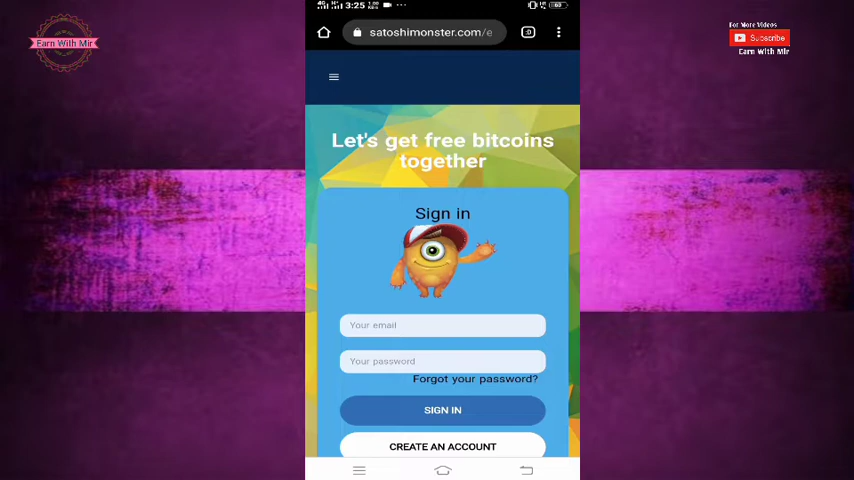 3:25
satoshimonster.com/e
:D
Earn With Mir
For More Videos
Subscribe
Earn With Mir
Let's get free bitcoins
together
Sign in
Your email
Your password
Forgot your password?
SIGN IN
CREATE AN ACCOUNT